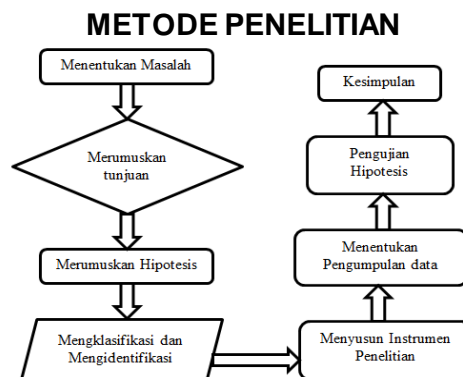 METODE PENELITIAN
Menentukan Masalah
Merumuskan
tunjuan
Merumuskan Hipotesis
Mengklasifikasi dan
Mengidentifikasi
Menyusun Instrumen
Penelitian
Menentukan
Pengumpulan data
Pengujian
Hipotesis
Kesimpulan